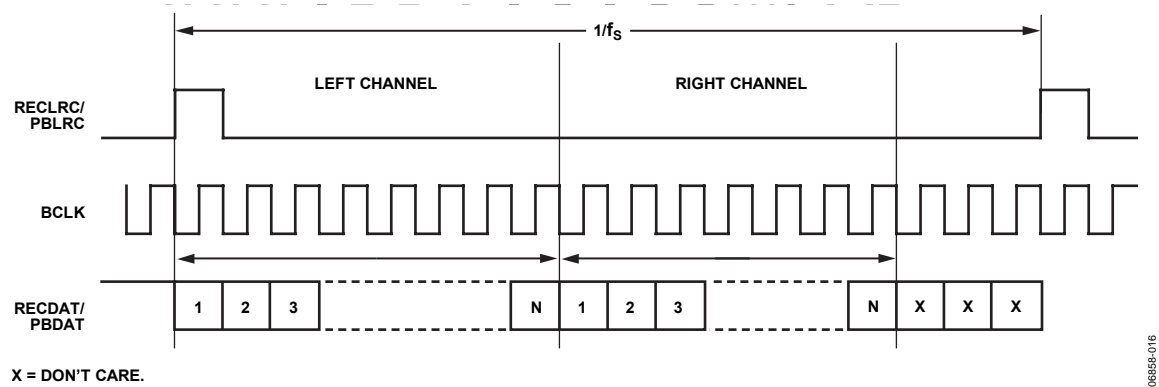 1/fS
LEFT CHANNEL
RIGHT CHANNEL
RECLRC/
PBLRC
BCLK
RECDAT/
PBDAT
1 2 3 N 1 2 3 N X X X
X = DON'T CARE.
06858-016